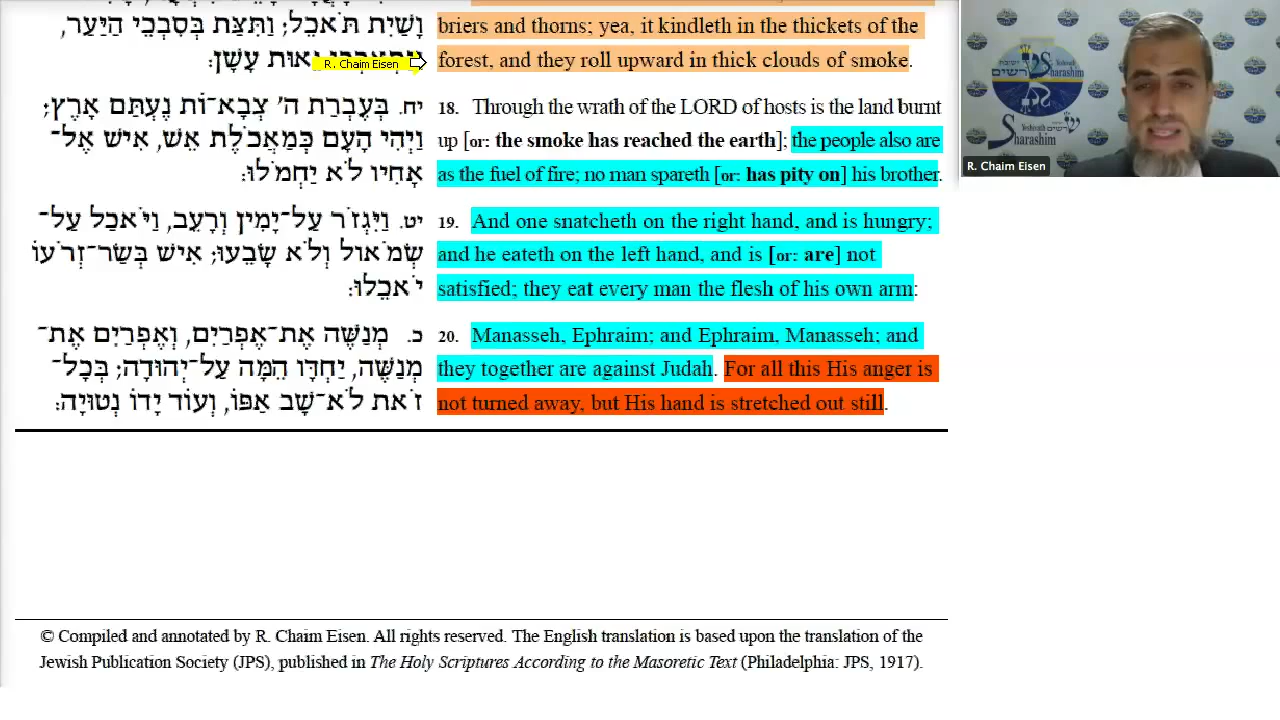 וָשַׁיִת תֹּאכֵל; וַתִּצַּת בְּסִבְכֵי הַיַּעַר,
עָשָׁן:
יח. בְּעֶבְרַת ה' צְבָא־וֹת נֶעְתַּם אָרֶץ;
וַיְהִי הָעָם כְּמַאֲכֹלֶת אֵשׁ, אִישׁ אֶל־
אָחִיו לֹא יַחְמֹלוּ:
יט. וַיִּגְזֹר עַל־יָמִין וְרָעֵב, וַיֹּאכַל עַל־
שְׂמֹאול וְלֹא שָׂבֵעוּ; אִישׁ בְּשַׂר־זְרֹעוֹ
יֹאכֵלוּ:
כ. מְנַשֶּׁה אֶת־אֶפְרַיִם, וְאֶפְרַיִם אֶת־
מְנַשֶּׁה, יַחְדָּו הֵמָּה עַל־יְהוּדָה; בְּכָל־
זֹאת לֹא־שָׁב אַפּוֹ, וְעוֹד יָדוֹ נְטוּיָה:
briers and thorns; yea, it kindleth in the thickets of the
forest, and they roll upward in thick clouds of smoke.
18. Through the wrath of the LORD of hosts is the land burnt
up [or: the smoke has reached the earth]; the people also are
as the fuel of fire; no man spareth [or: has pity on] his brother.
19. And one snatcheth on the right hand, and is hungry;
and he eateth on the left hand, and is [or: are] not
satisfied; they eat every man the flesh of his own arm:
20. Manasseh, Ephraim; and Ephraim, Manasseh; and
they together are against Judah. For all this His anger is
not turned away, but His hand is stretched out still.
© Compiled and annotated by R. Chaim Eisen. All rights reserved. The English translation is based upon the translation of the
Jewish Publication Society (JPS), published in The Holy Scriptures According to the Masoretic Text (Philadelphia: JPS, 1917).
R. Chaim Eisen
Yeshivath
Sharashim
Yeshivath
Sharashim
R. Chaim Eisen